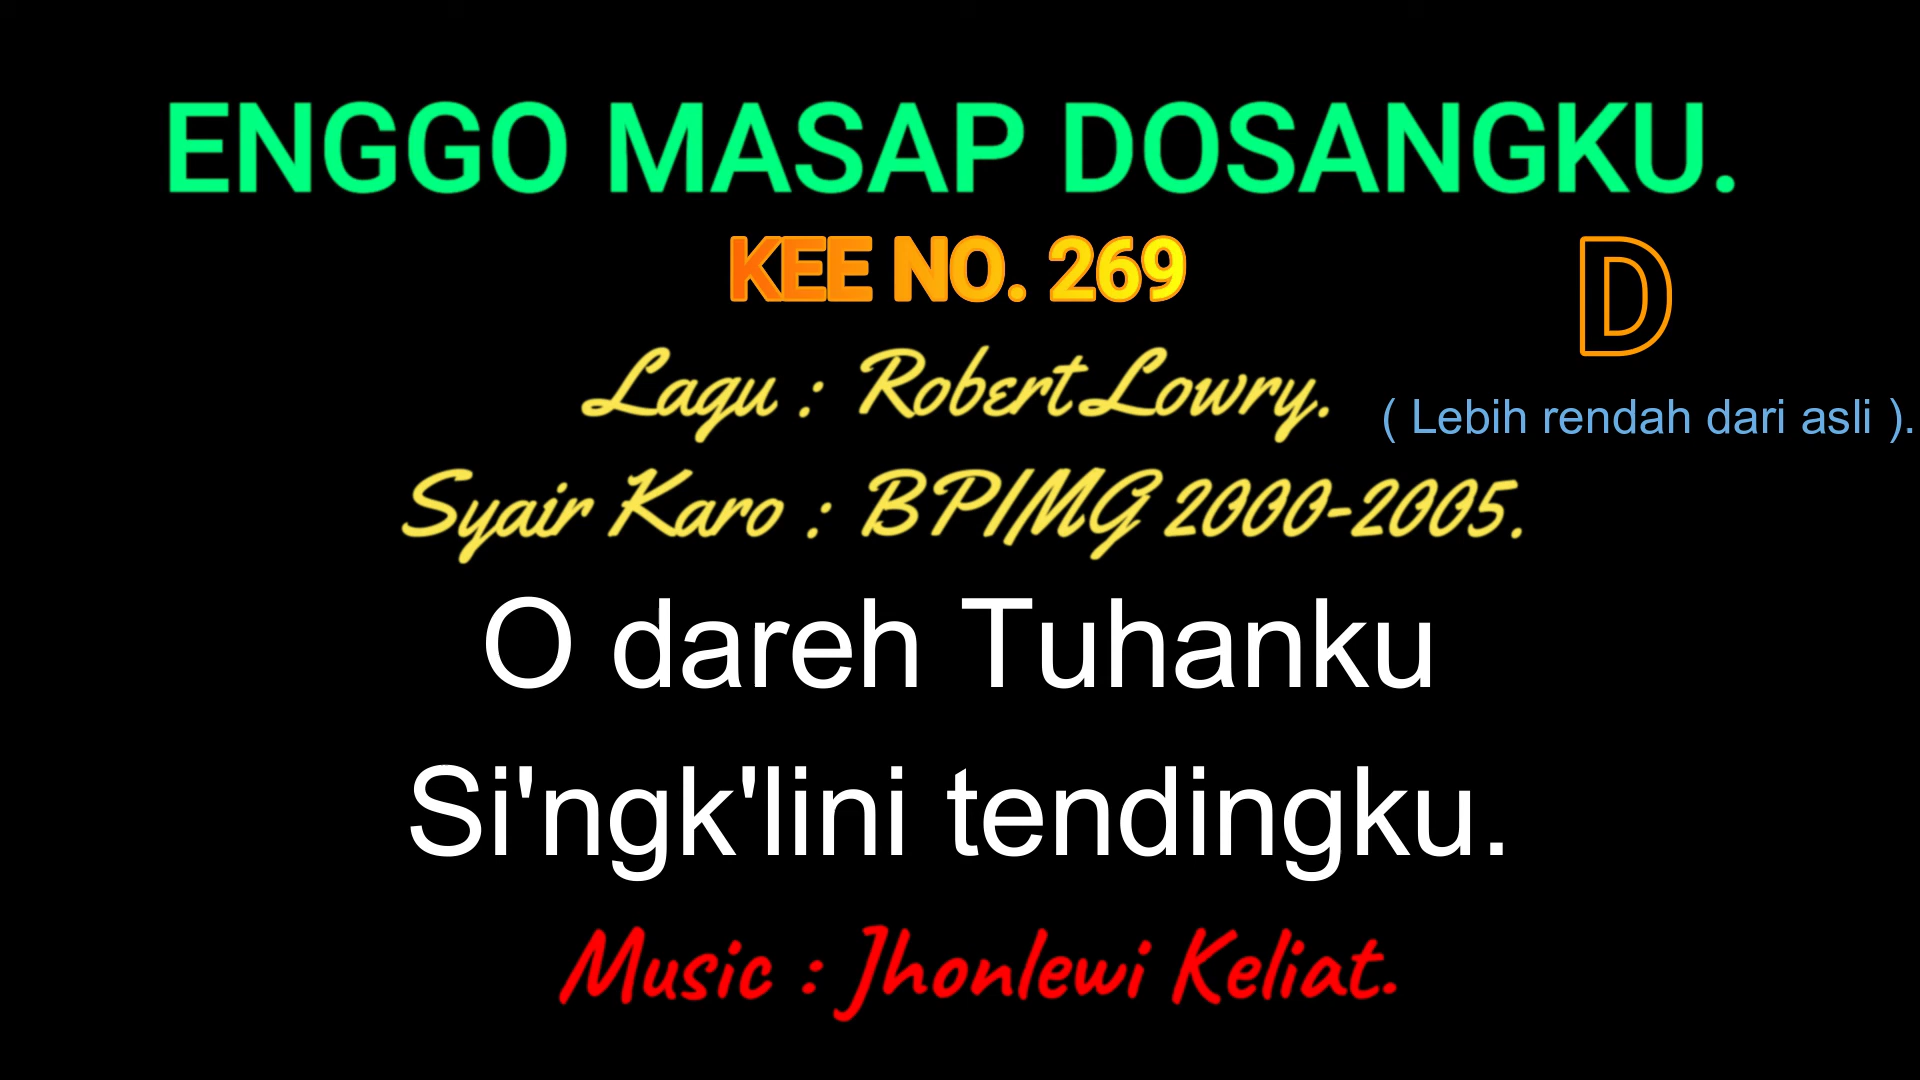 ENGGO MASAP DOSANGKU.
KEE NO. 269
D
Lagu : Robert Lowry.
( Lebih rendah dari asli ).
Syair Karo : BPIMG 2000-2005.
O dareh Tuhanku
Si'ngk'lini tendingku.
Music : Jhonlewi Keliat.